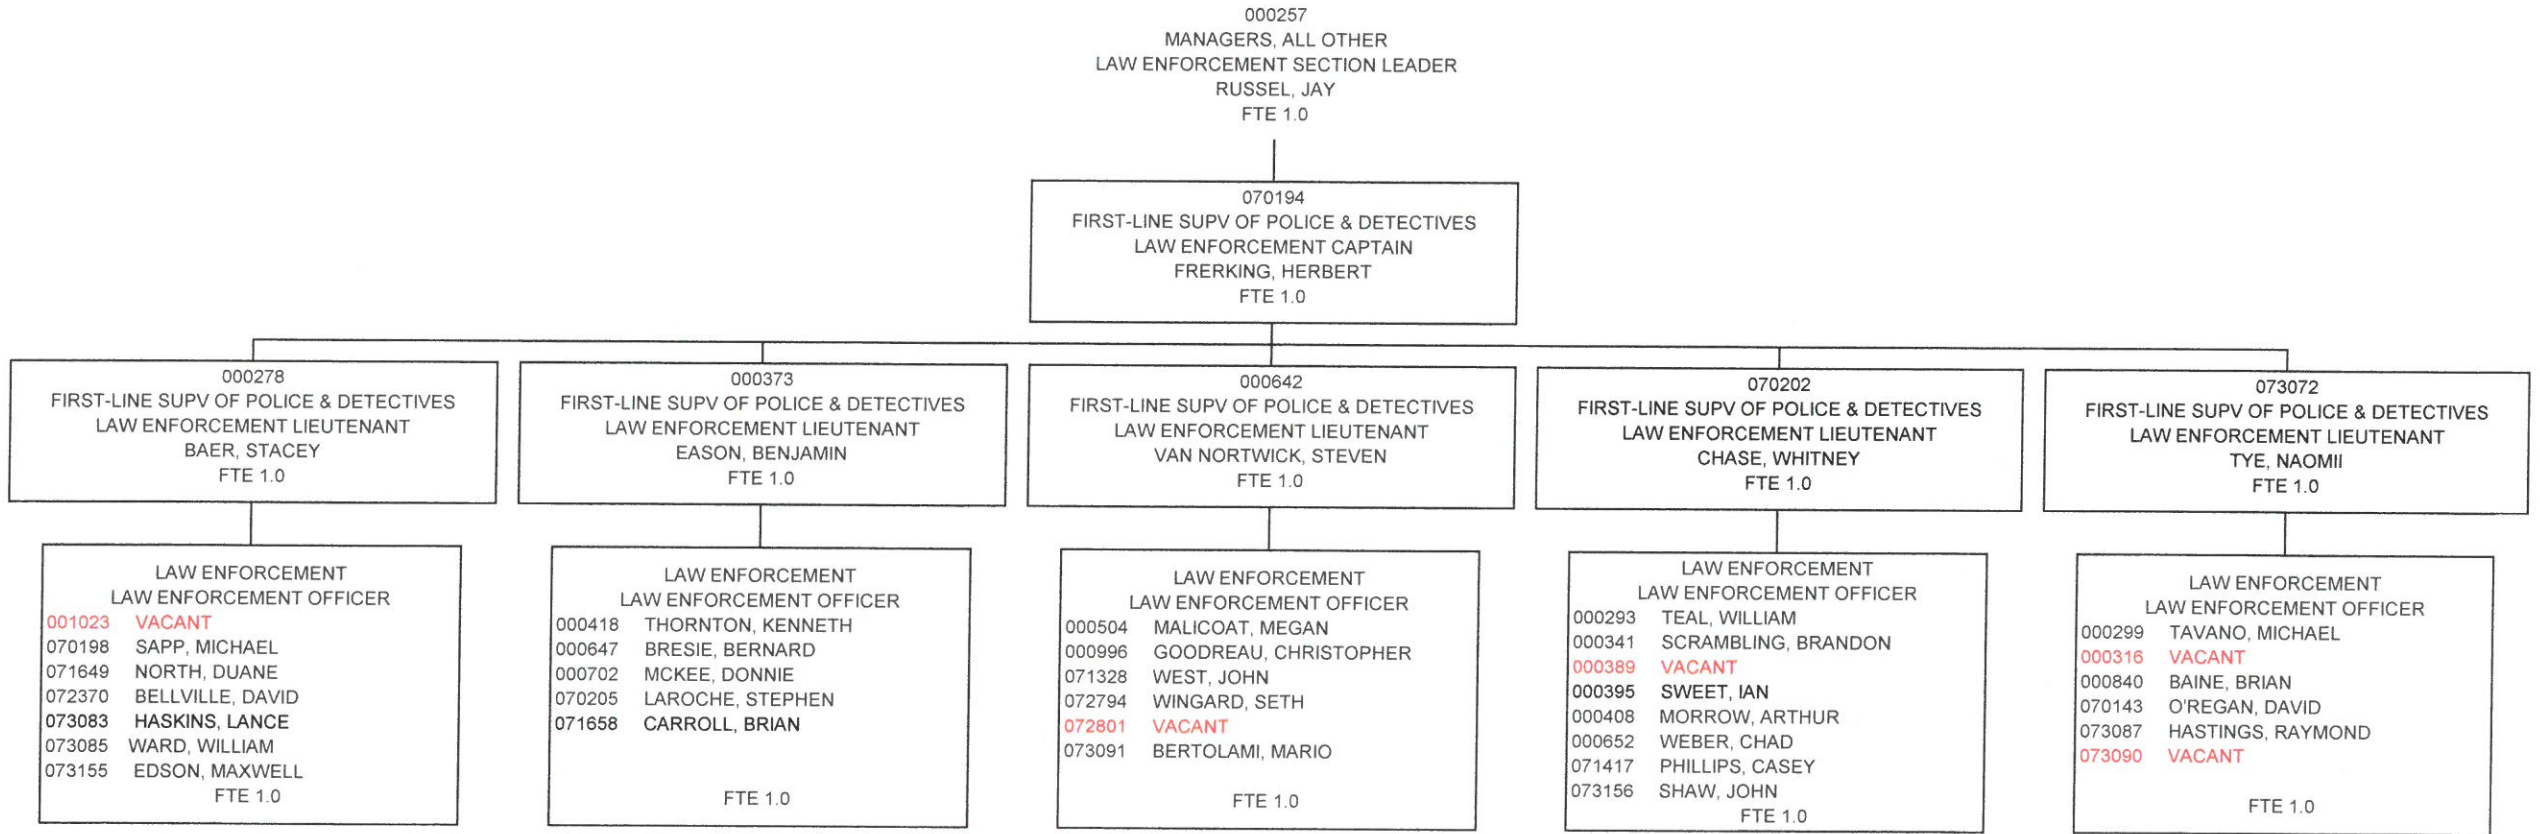 000257
MANAGERS, ALL OTHER
LAW ENFORCEMENT SECTION LEADER
RUSSEL, JAY
FTE 1.0
070194
FIRST-LINE SUPV OF POLICE & DETECTIVES
LAW ENFORCEMENT CAPTAIN
FRERKING, HERBERT
FTE 1.0
000278
FIRST-LINE SUPV OF POLICE & DETECTIVES
LAW ENFORCEMENT LIEUTENANT
BAER, STACEY
FTE 1.0
000373
FIRST-LINE SUPV OF POLICE & DETECTIVES
LAW ENFORCEMENT LIEUTENANT
EASON, BENJAMIN
FTE 1.0
000642
FIRST-LINE SUPV OF POLICE & DETECTIVES
LAW ENFORCEMENT LIEUTENANT
VAN NORTWICK, STEVEN
FTE 1.0
070202
FIRST-LINE SUPV OF POLICE & DETECTIVES
LAW ENFORCEMENT LIEUTENANT
CHASE, WHITNEY
FTE 1.0
073072
FIRST-LINE SUPV OF POLICE & DETECTIVES
LAW ENFORCEMENT LIEUTENANT
TYE, NAOMII
FTE 1.0
LAW ENFORCEMENT
LAW ENFORCEMENT OFFICER
001023 VACANT
070198 SAPP, MICHAEL
071649 NORTH, DUANE
072370 BELLVILLE, DAVID
073083 HASKINS, LANCE
073085 WARD, WILLIAM
073155 EDSON, MAXWELL
FTE 1.0
LAW ENFORCEMENT
LAW ENFORCEMENT OFFICER
000418 THORNTON, KENNETH
000647 BRESIE, BERNARD
000702 MCKEE, DONNIE
070205 LAROCHE, STEPHEN
071658 CARROLL, BRIAN
FTE 1.0
LAW ENFORCEMENT
LAW ENFORCEMENT OFFICER
000504 MALICOAT, MEGAN
000996 GOODREAU, CHRISTOPHER
071328 WEST, JOHN
072794 WINGARD, SETH
072801 VACANT
073091 BERTOLAMI, MARIO
FTE 1.0
LAW ENFORCEMENT
LAW ENFORCEMENT OFFICER
000293 TEAL, WILLIAM
000341 SCRAMBLING, BRANDON
000389 VACANT
000395 SWEET, IAN
000408 MORROW, ARTHUR
000652 WEBER, CHAD
071417 PHILLIPS, CASEY
073156 SHAW, JOHN
FTE 1.0
LAW ENFORCEMENT
LAW ENFORCEMENT OFFICER
000299 TAVANO, MICHAEL
000316 VACANT
000840 BAINE, BRIAN
070143 O'REGAN, DAVID
073087 HASTINGS, RAYMOND
073090 VACANT
FTE 1.0